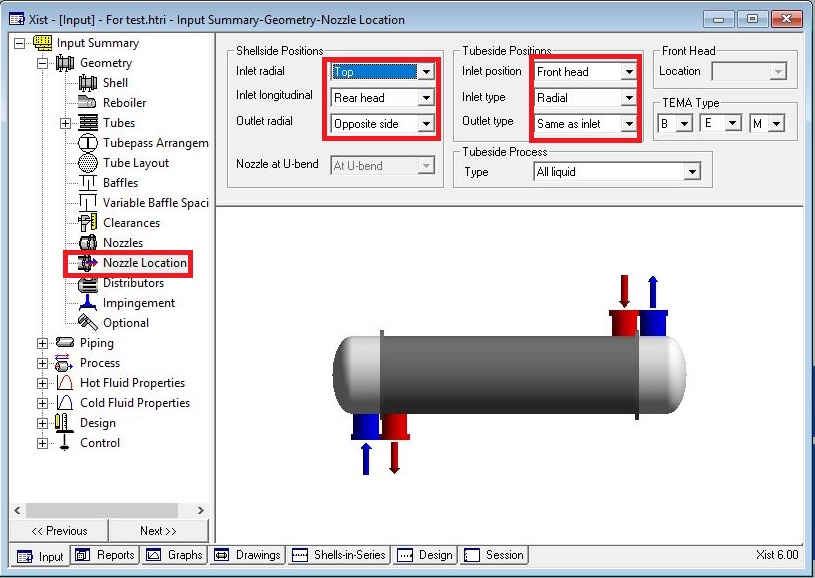 Xist - [Input] - For test.htri - Input Summary-Geometry-Nozzle Location
Input Summary
Geometry
Shell
Reboiler
Tubes
Tubepass Arrangem
Tube Layout
Baffles
Variable Baffle Spaci
Clearances
Nozzles
Nozzle Location
Distributors
Impingement
Optional
Piping
Process
Hot Fluid Properties
Cold Fluid Properties
Design
Control
<< Previous
Next >>
Shellside Positions
Inlet radial
Top
Inlet longitudinal
Rear head
Outlet radial
Opposite side
Nozzle at U-bend
At U-bend
Tubeside Positions
Inlet position
Front head
Inlet type
Radial
Outlet type
Same as inlet
Tubeside Process
Type
All liquid
Front Head
Location
TEMA Type
B
E
M
Input
Reports
Graphs
Drawings
Shells-in-Series
Design
Session
Xist 6.00